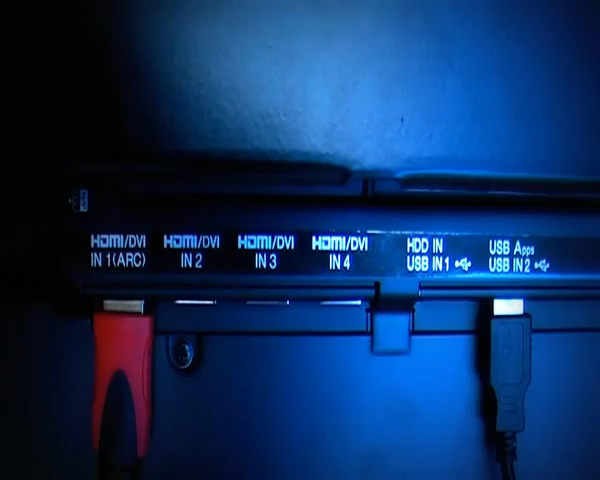 HDMI/DVI
IN 1(ARC)
HDMI/DVI
IN 2
HDMI/DVI
IN 3
HDMI/DVI
IN 4
HDD IN
USB IN 1
USB Apps
USB IN 2